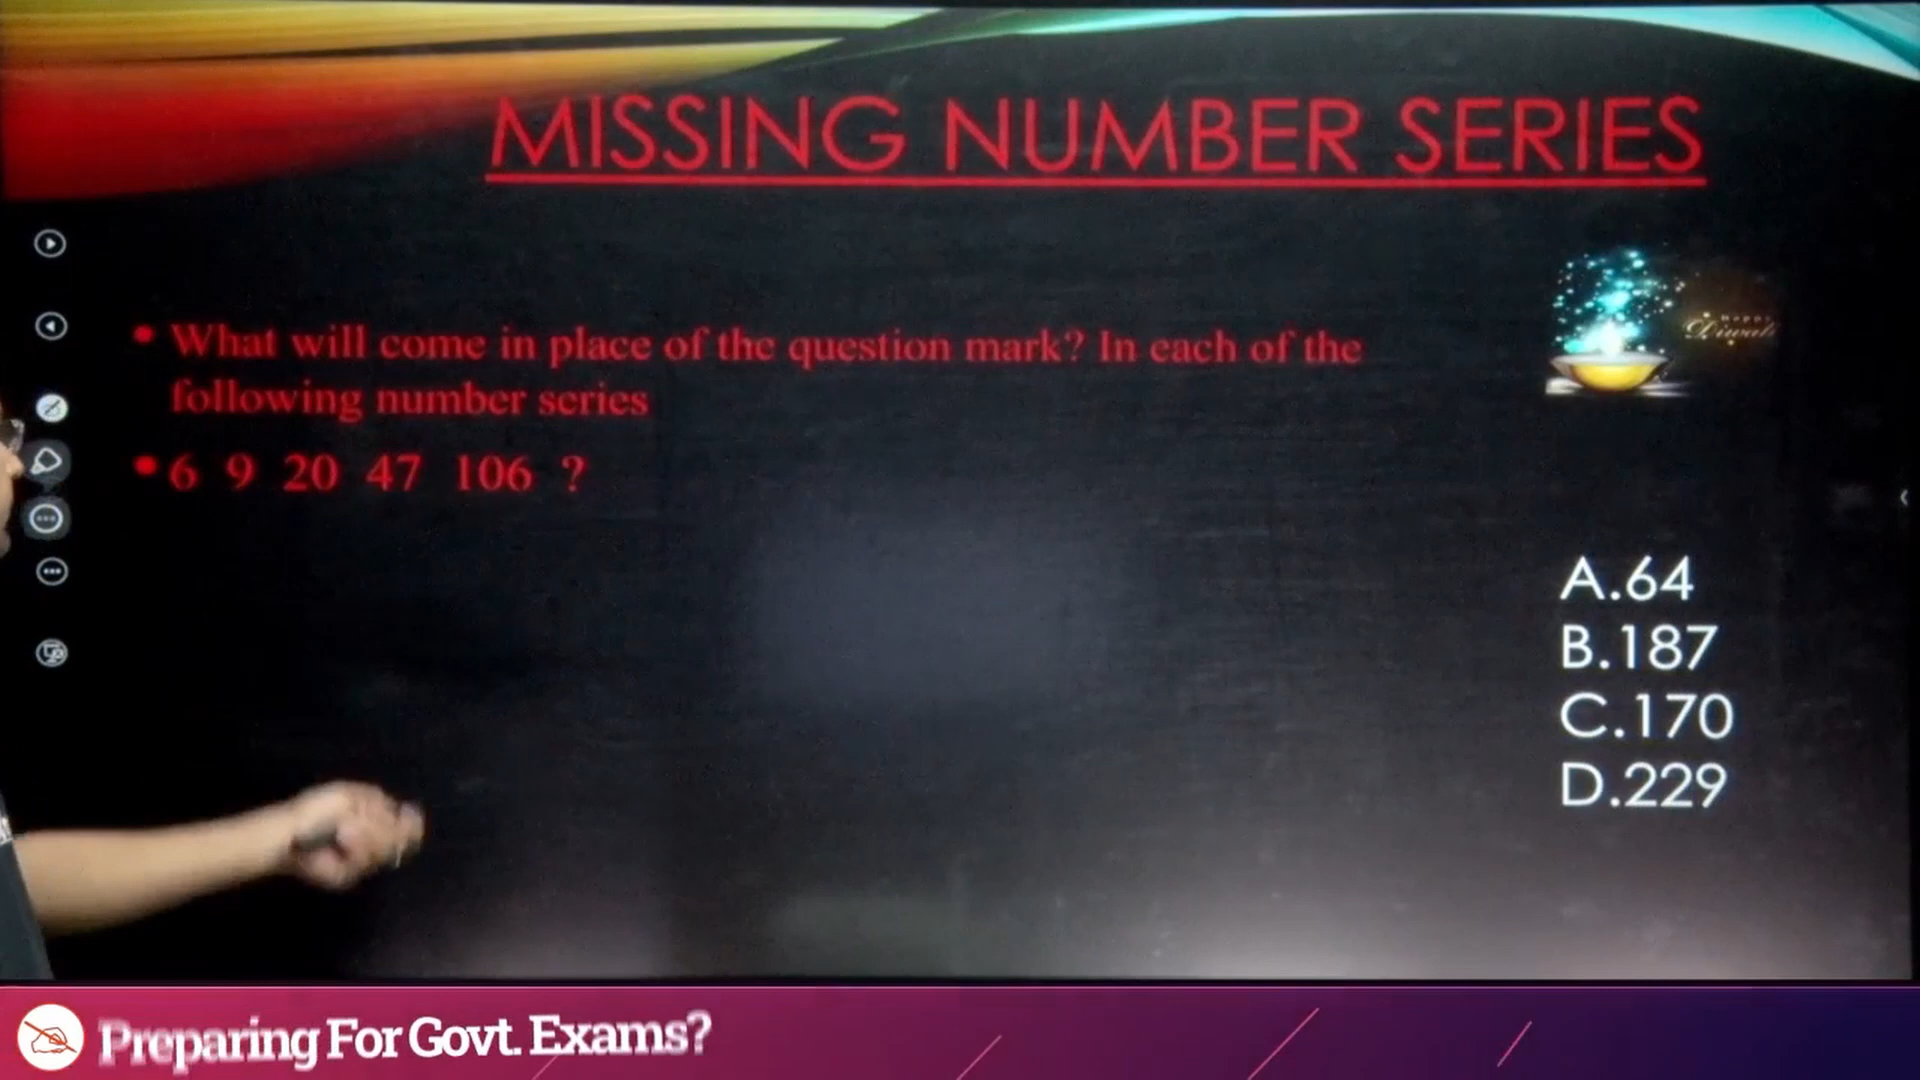 MISSING NUMBER SERIES
• What will come in place of the question mark? In each of the
following number series
• 6 9 20 47 106 ?
A.64
B.187
C.170
D.229
Preparing For Govt. Exams?